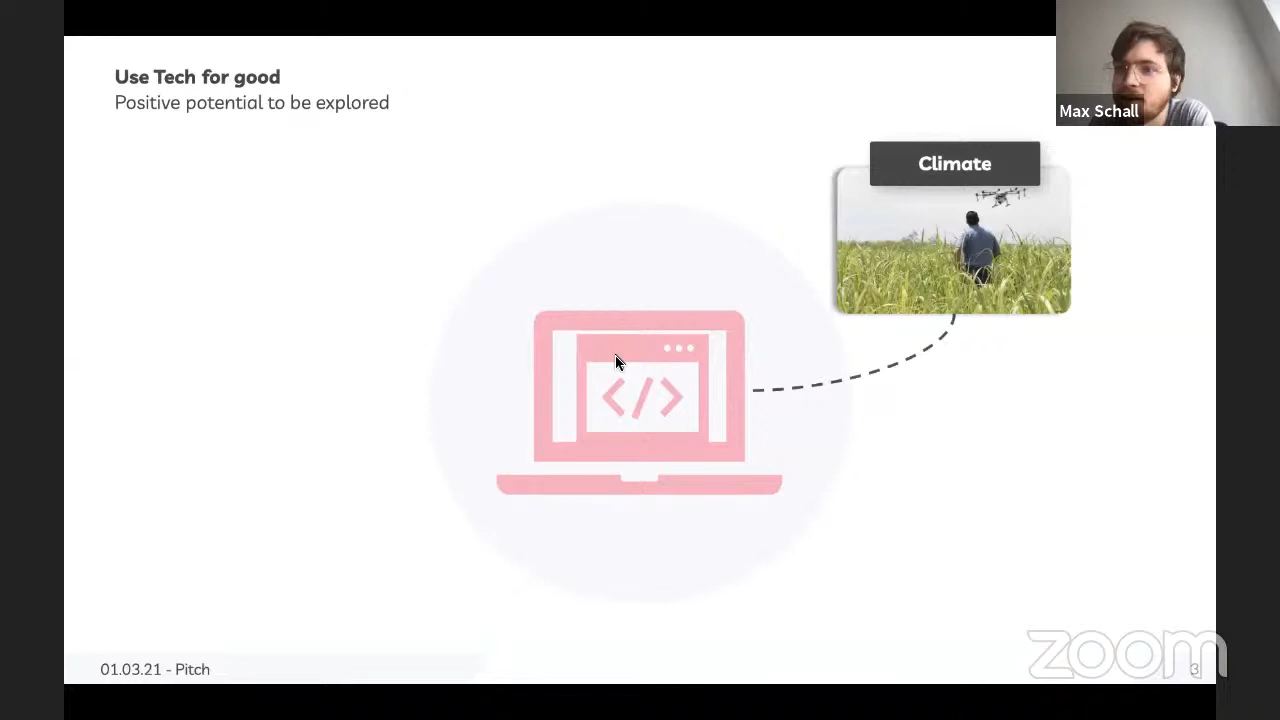 Use Tech for good
Positive potential to be explored
Max Schall
Climate
</>
01.03.21 - Pitch
zoom
3